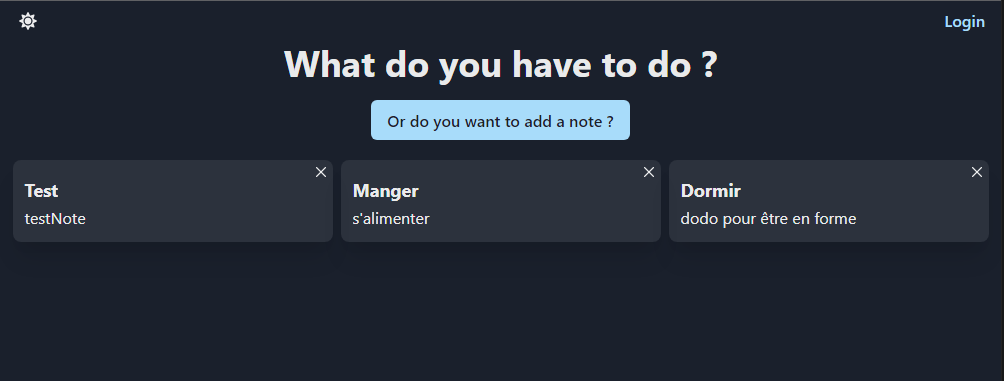 Login
What do you have to do ?
Or do you want to add a note ?
Test
testNote
Manger
s'alimenter
Dormir
dodo pour être en forme